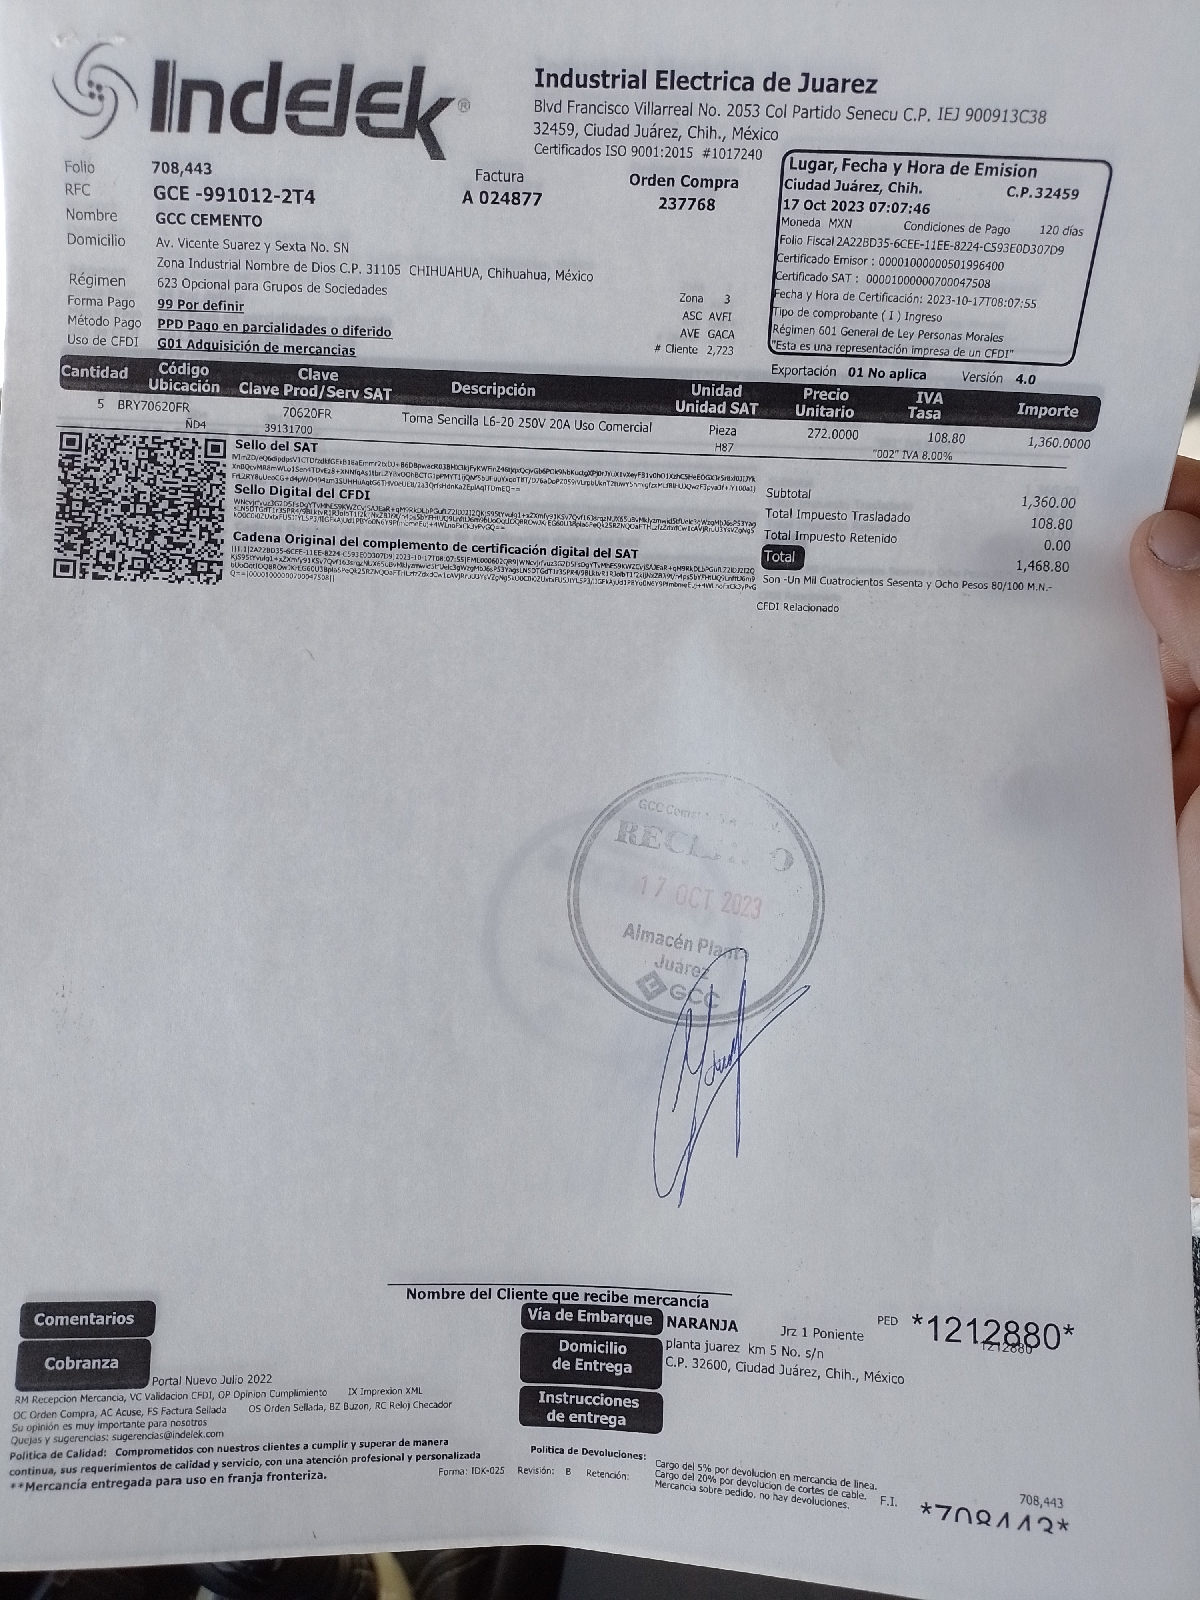 Indelek®
Industrial Electrica de Juarez
Blvd Francisco Villarreal No. 2053 Col Partido Senecu C.P. IEJ 900913C38
32459, Ciudad Juárez, Chih., México
Certificados ISO 9001:2015 #1017240
Folio 708,443
RFC GCE -991012-2T4
Nombre GCC CEMENTO
Domicilio Av. Vicente Suarez y Sexta No. SN
Zona Industrial Nombre de Dios C.P. 31105 CHIHUAHUA, Chihuahua, México
Régimen 623 Opcional para Grupos de Sociedades
Forma Pago 99 Por definir
Método Pago PPD Pago en parcialidades o diferido
Uso de CFDI G01 Adquisición de mercancias
Factura
A 024877
Orden Compra
237768
Zona 3
ASC AVFI
AVE GACA
# Cliente 2,723
Lugar, Fecha y Hora de Emision
Ciudad Juárez, Chih. C.P.32459
17 Oct 2023 07:07:46
Moneda MXN Condiciones de Pago 120 días
Folio Fiscal 2A22BD35-6CEE-11EE-8224-C593E0D307D9
Certificado Emisor : 00001000000501996400
Certificado SAT : 00001000000700047508
Fecha y Hora de Certificación: 2023-10-17T08:07:55
Tipo de comprobante ( I ) Ingreso
Régimen 601 General de Ley Personas Morales
"Esta es una representación impresa de un CFDI"
Exportación 01 No aplica Versión 4.0
Cantidad Código Ubicación Clave Clave Prod/Serv SAT Descripción Unidad Unidad SAT Precio Unitario IVA Tasa Importe
5 BRY70620FR 70620FR Toma Sencilla L6-20 250V 20A Uso Comercial Pieza 272.0000 108.80 1,360.0000
ÑD4 39131700 H87 "002" IVA 8.00%
Sello del SAT
Sello Digital del CFDI
Cadena Original del complemento de certificación digital del SAT
Subtotal 1,360.00
Total Impuesto Trasladado 108.80
Total Impuesto Retenido 0.00
Total 1,468.80
Son -Un Mil Cuatrocientos Sesenta y Ocho Pesos 80/100 M.N.-
CFDI Relacionado
GCC
17 OCT 2023
Almacén Planta
Juarez
GCC
Nombre del Cliente que recibe mercancía
Comentarios
Cobranza
Portal Nuevo Julio 2022
RM Recepcion Mercancia, VC Validacion CFDI, OP Opinion Cumplimiento IX Impresion XML
OC Orden Compra, AC Acuse, FS Factura Sellada OS Orden Sellada, BZ Buzon, RC Reloj Checador
Su opinión es muy importante para nosotros
Quejas y sugerencias: sugerencias@indelek.com
Politica de Calidad: Comprometidos con nuestros clientes a cumplir y superar de manera
continua, sus requerimientos de calidad y servicio, con una atención profesional y personalizada
**Mercancía entregada para uso en franja fronteriza.
Forma: IDX-025 Revisión: B Retención:
Vía de Embarque NARANJA Jrz 1 Poniente
Domicilio de Entrega planta juarez km 5 No. s/n
C.P. 32600, Ciudad Juárez, Chih., México
Instrucciones de entrega
PED *1212880*
1212880
Politica de Devoluciones: Cargo del 5% por devolucion en mercancia de linea.
Cargo del 20% por devolucion de cortes de cable.
Mercancia sobre pedido, no hay devoluciones.
F.I. 708,443
*708443*